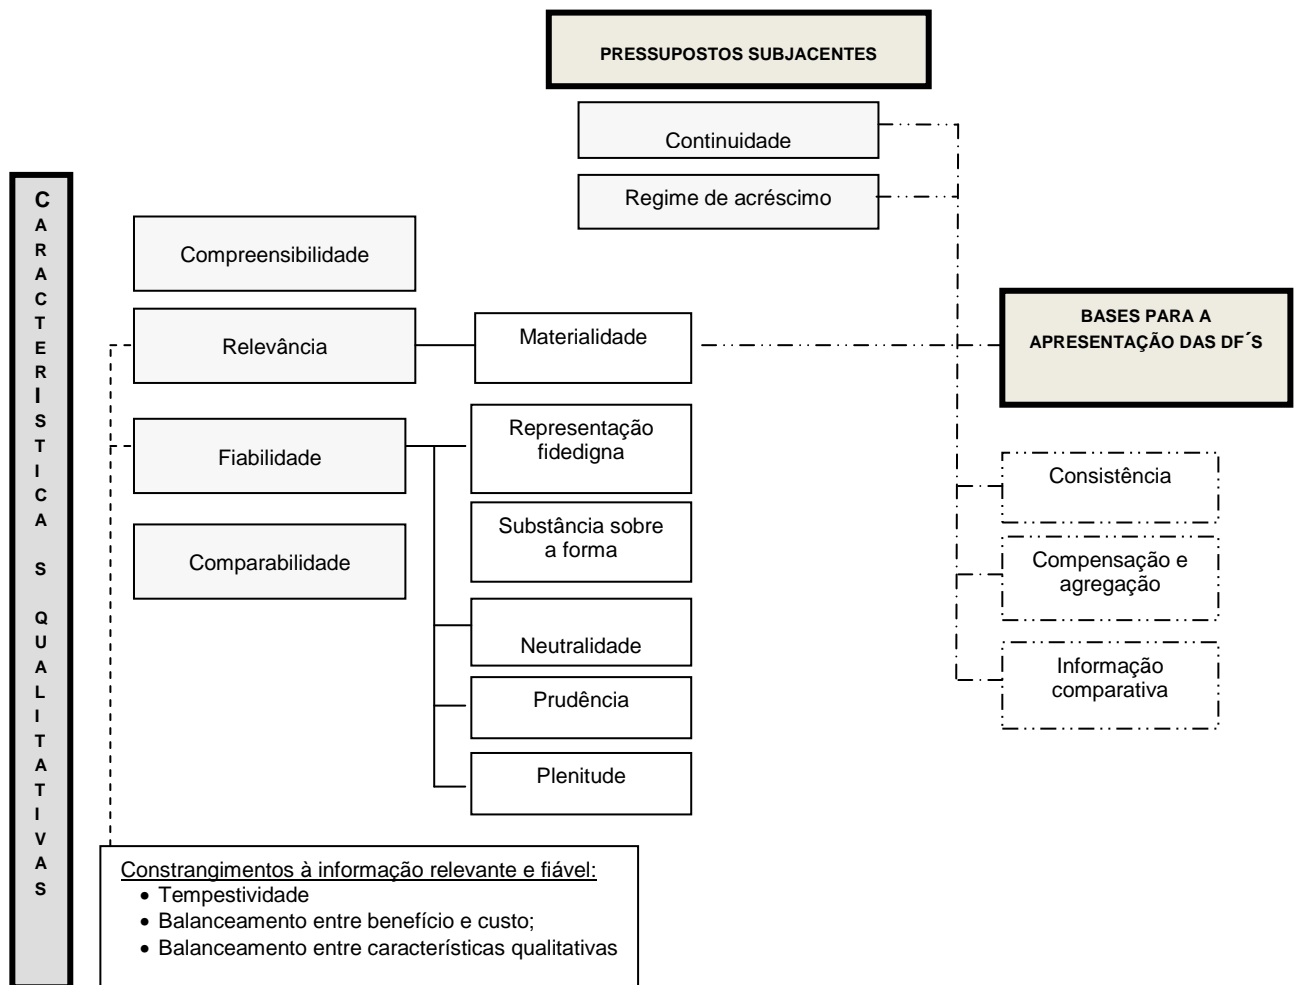 PRESSUPOSTOS SUBJACENTES
Continuidade
Regime de acréscimo
CARACTERISTICA S QUALITATIVAS
Compreensibilidade
Relevância
Materialidade
BASES PARA A
APRESENTAÇÃO DAS DF´S
Fiabilidade
Representação
fidedigna
Substância sobre
a forma
Comparabilidade
Neutralidade
Prudência
Plenitude
Consistência
Compensação e
agregação
Informação
comparativa
Constrangimentos à informação relevante e fiável:
• Tempestividade
• Balanceamento entre benefício e custo;
• Balanceamento entre características qualitativas